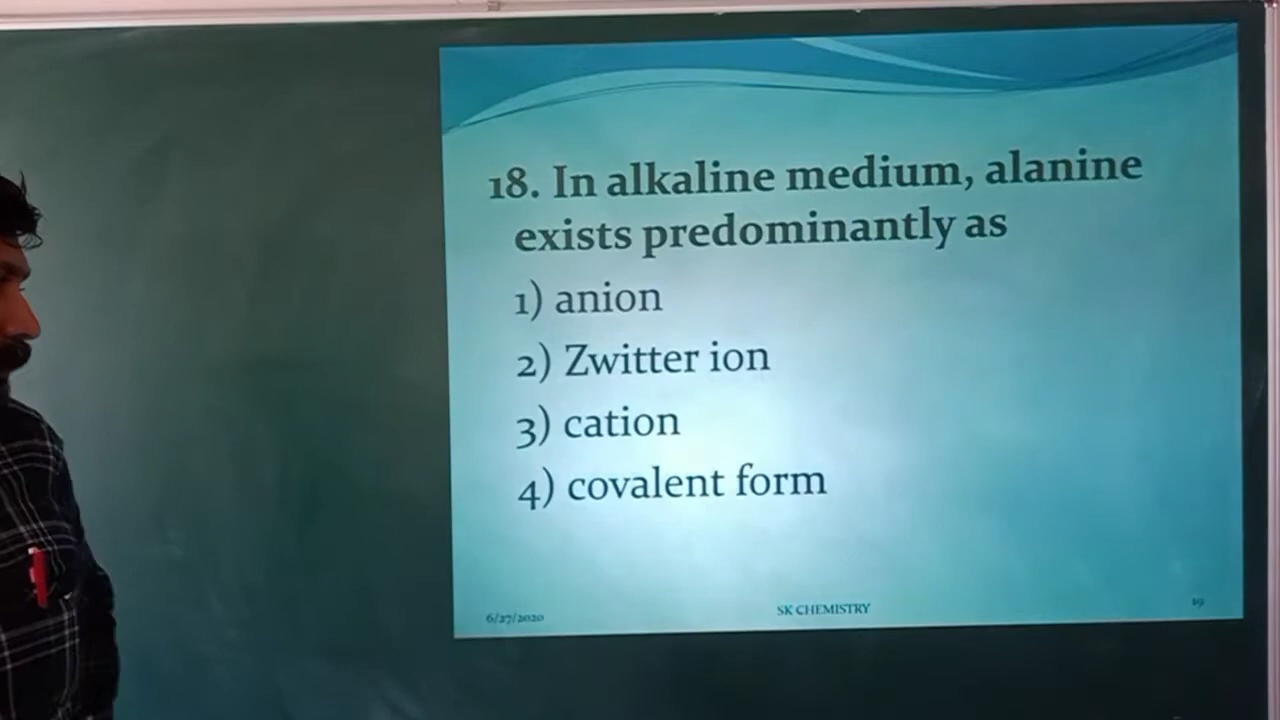 18. In alkaline medium, alanine
exists predominantly as
1) anion
2) Zwitter ion
3) cation
4) covalent form
6/27/2020
SK CHEMISTRY
19